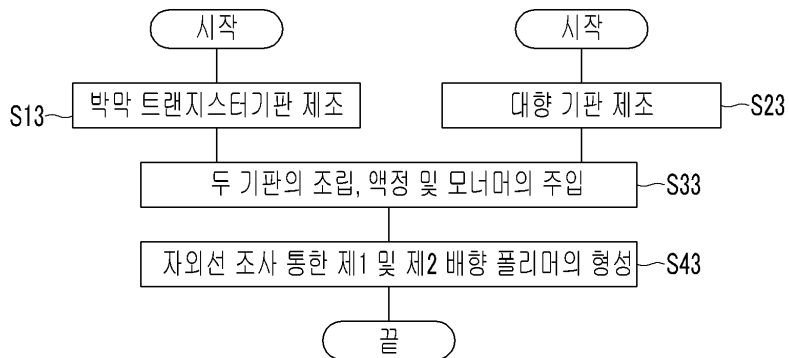 시작
시작
S13
박막 트랜지스터기판 제조
대향 기판 제조
S23
두 기판의 조립, 액정 및 모너머의 주입
S33
자외선 조사 통한 제1 및 제2 배향 폴리머의 형성
S43
끝